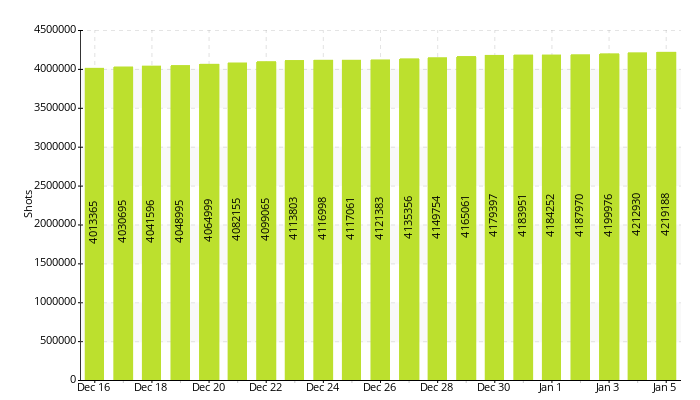 4500000
4000000
3500000
3000000
2500000
2000000
1500000
1000000
500000
0
Shots
4013365
4030695
4041596
4048995
4064999
4082155
4099065
4113803
4116998
4117061
4121383
4135356
4149754
4165061
4179397
4183951
4184252
4187970
4199976
4212930
4219188
Dec 16
Dec 18
Dec 20
Dec 22
Dec 24
Dec 26
Dec 28
Dec 30
Jan 1
Jan 3
Jan 5